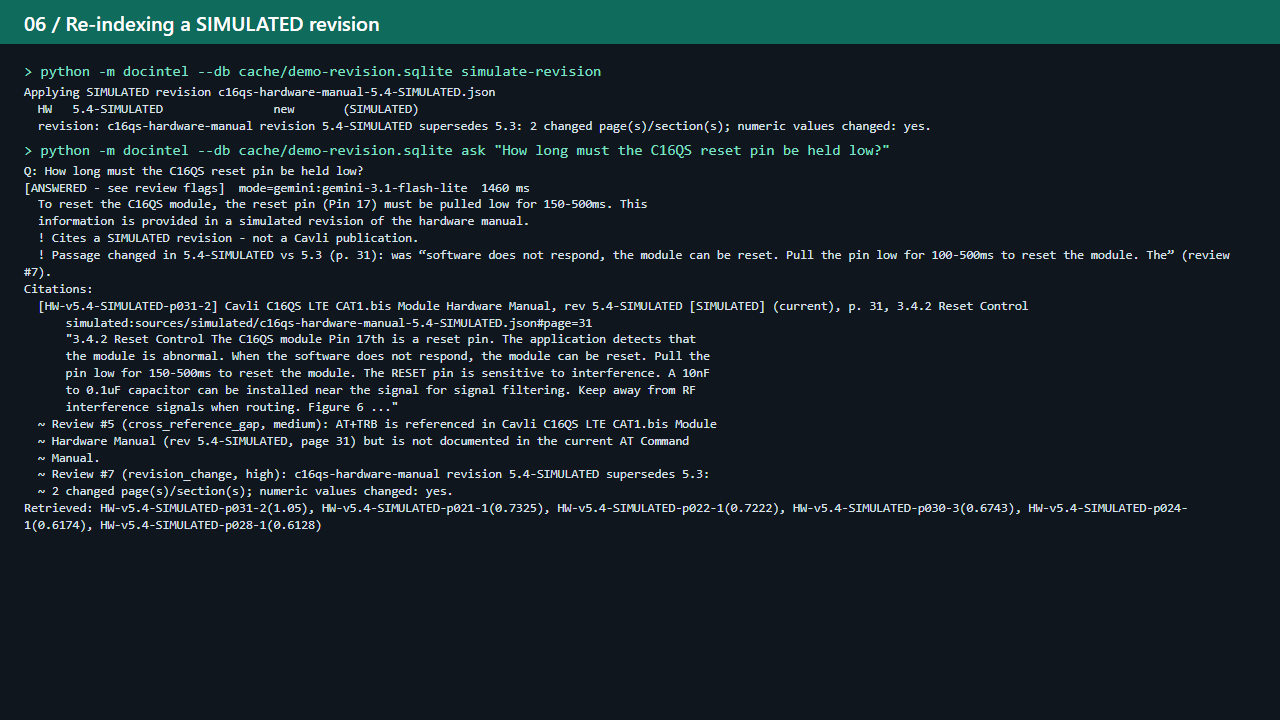 06 / Re-indexing a SIMULATED revision
> python -m docintel --db cache/demo-revision.sqlite simulate-revision
Applying SIMULATED revision c16qs-hardware-manual-5.4-SIMULATED.json
HW   5.4-SIMULATED                new       (SIMULATED)
revision: c16qs-hardware-manual revision 5.4-SIMULATED supersedes 5.3: 2 changed page(s)/section(s); numeric values changed: yes.
> python -m docintel --db cache/demo-revision.sqlite ask "How long must the C16QS reset pin be held low?"
Q: How long must the C16QS reset pin be held low?
[ANSWERED - see review flags]  mode=gemini:gemini-3.1-flash-lite  1460 ms
To reset the C16QS module, the reset pin (Pin 17) must be pulled low for 150-500ms. This
information is provided in a simulated revision of the hardware manual.
! Cites a SIMULATED revision - not a Cavli publication.
! Passage changed in 5.4-SIMULATED vs 5.3 (p. 31): was “software does not respond, the module can be reset. Pull the pin low for 100-500ms to reset the module. The” (review
#7).
Citations:
[HW-v5.4-SIMULATED-p031-2] Cavli C16QS LTE CAT1.bis Module Hardware Manual, rev 5.4-SIMULATED [SIMULATED] (current), p. 31, 3.4.2 Reset Control
simulated:sources/simulated/c16qs-hardware-manual-5.4-SIMULATED.json#page=31
"3.4.2 Reset Control The C16QS module Pin 17th is a reset pin. The application detects that
the module is abnormal. When the software does not respond, the module can be reset. Pull the
pin low for 150-500ms to reset the module. The RESET pin is sensitive to interference. A 10nF
to 0.1uF capacitor can be installed near the signal for signal filtering. Keep away from RF
interference signals when routing. Figure 6 ..."
~ Review #5 (cross_reference_gap, medium): AT+TRB is referenced in Cavli C16QS LTE CAT1.bis Module
~ Hardware Manual (rev 5.4-SIMULATED, page 31) but is not documented in the current AT Command
~ Manual.
~ Review #7 (revision_change, high): c16qs-hardware-manual revision 5.4-SIMULATED supersedes 5.3:
~ 2 changed page(s)/section(s); numeric values changed: yes.
Retrieved: HW-v5.4-SIMULATED-p031-2(1.05), HW-v5.4-SIMULATED-p021-1(0.7325), HW-v5.4-SIMULATED-p022-1(0.7222), HW-v5.4-SIMULATED-p030-3(0.6743), HW-v5.4-SIMULATED-p024-
1(0.6174), HW-v5.4-SIMULATED-p028-1(0.6128)